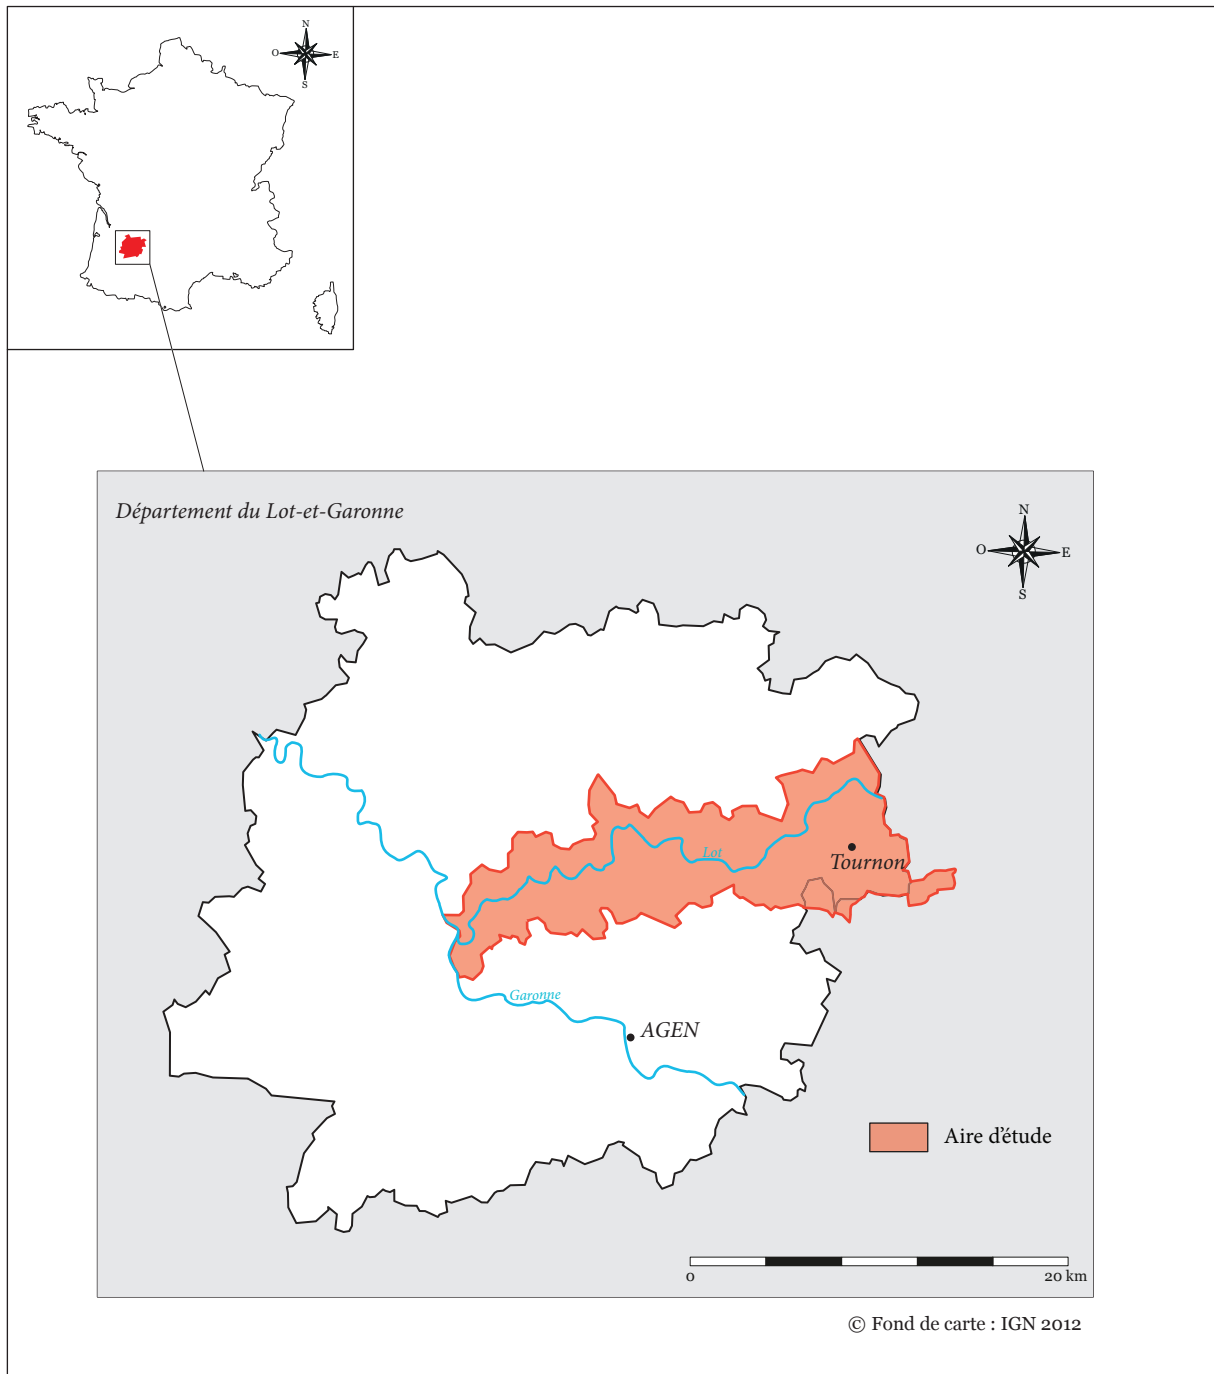 N
O
E
S
Département du Lot-et-Garonne
N
O
E
S
Lot
Tournon
Garonne
AGEN
Aire d'étude
0
20 km
© Fond de carte : IGN 2012